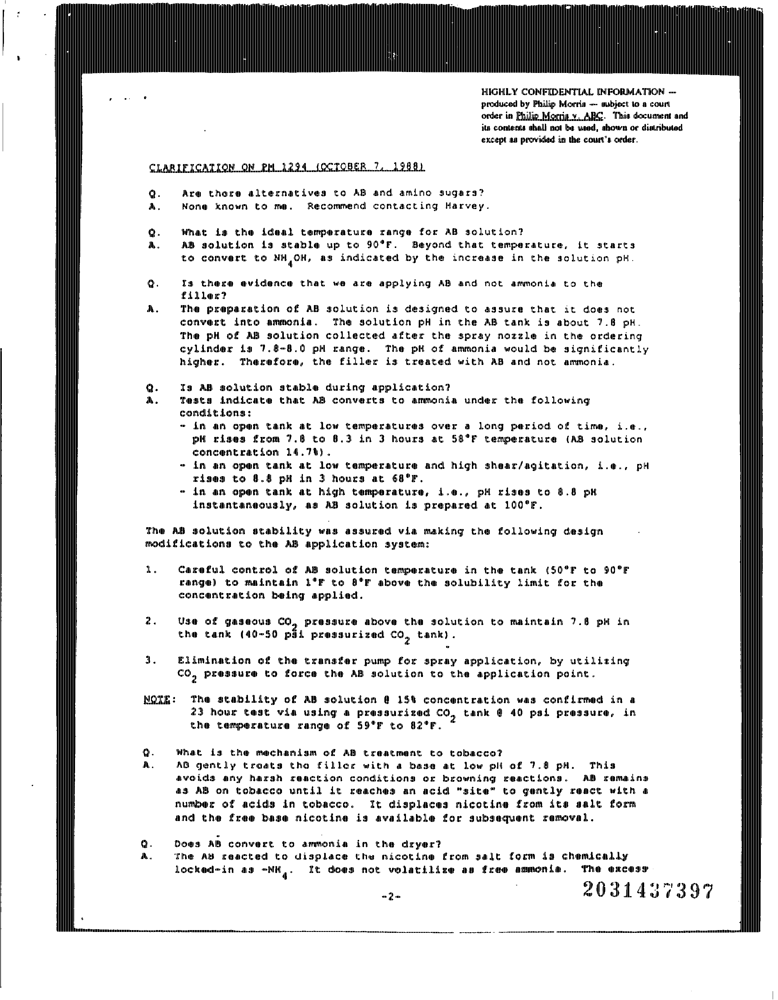 HIGHLY CONFIDENTIAL INFORMATION —
produced by Philip Morris — subject to a court
order in Philip Morris v. ABC. This document and
its contents shall not be used, shown or distributed
except as provided in the court's order.
CLARIFICATION ON PM 1294 (OCTOBER 7, 1988)
Q. Are there alternatives to AB and amino sugars?
A. None known to me. Recommend contacting Harvey.
Q. What is the ideal temperature range for AB solution?
A. AB solution is stable up to 90°F. Beyond that temperature, it starts
to convert to NH4OH, as indicated by the increase in the solution pH.
Q. Is there evidence that we are applying AB and not ammonia to the
filler?
A. The preparation of AB solution is designed to assure that it does not
convert into ammonia. The solution pH in the AB tank is about 7.8 pH.
The pH of AB solution collected after the spray nozzle in the ordering
cylinder is 7.8-8.0 pH range. The pH of ammonia would be significantly
higher. Therefore, the filler is treated with AB and not ammonia.
Q. Is AB solution stable during application?
A. Tests indicate that AB converts to ammonia under the following
conditions:
- in an open tank at low temperatures over a long period of time, i.e.,
pH rises from 7.8 to 8.3 in 3 hours at 58°F temperature (AB solution
concentration 14.7%).
- in an open tank at low temperature and high shear/agitation, i.e., pH
rises to 8.8 pH in 3 hours at 68°F.
- in an open tank at high temperature, i.e., pH rises to 8.8 pH
instantaneously, as AB solution is prepared at 100°F.
The AB solution stability was assured via making the following design
modifications to the AB application system:
1. Careful control of AB solution temperature in the tank (50°F to 90°F
range) to maintain 1°F to 8°F above the solubility limit for the
concentration being applied.
2. Use of gaseous CO2 pressure above the solution to maintain 7.8 pH in
the tank (40-50 psi pressurized CO2 tank).
3. Elimination of the transfer pump for spray application, by utilizing
CO2 pressure to force the AB solution to the application point.
NOTE: The stability of AB solution @ 15% concentration was confirmed in a
23 hour test via using a pressurized CO2 tank @ 40 psi pressure, in
the temperature range of 59°F to 82°F.
Q. What is the mechanism of AB treatment to tobacco?
A. AB gently treats the filler with a base at low pH of 7.8 pH. This
avoids any harsh reaction conditions or browning reactions. AB remains
as AB on tobacco until it reaches an acid "site" to gently react with a
number of acids in tobacco. It displaces nicotine from its salt form
and the free base nicotine is available for subsequent removal.
Q. Does AB convert to ammonia in the dryer?
A. The AB reacted to displace the nicotine from salt form is chemically
locked-in as -NH4. It does not volatilize as free ammonia. The excess
-2-
2031437397